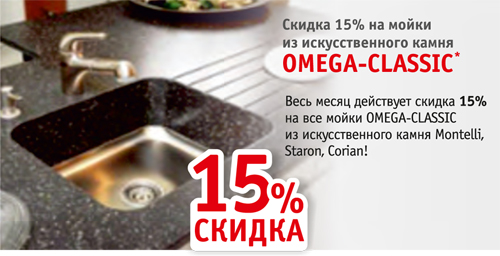 Скидка 15% на мойки
из искусственного камня
OMEGA-CLASSIC*
Весь месяц действует скидка 15%
на все мойки OMEGA-CLASSIC
из искусственного камня Montelli,
Staron, Corian!
15%
СКИДКА